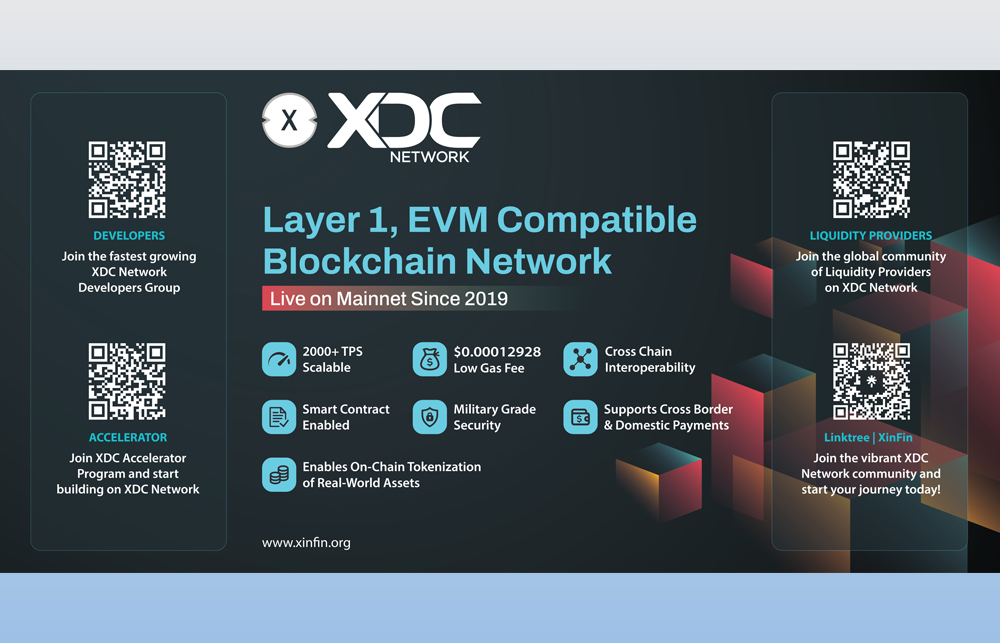 X
XDC
NETWORK
Layer 1, EVM Compatible
Blockchain Network
Live on Mainnet Since 2019
2000+ TPS
Scalable
$0.00012928
Low Gas Fee
Cross Chain
Interoperability
Smart Contract
Enabled
Military Grade
Security
Supports Cross Border
& Domestic Payments
Enables On-Chain Tokenization
of Real-World Assets
www.xinfin.org
DEVELOPERS
Join the fastest growing
XDC Network
Developers Group
ACCELERATOR
Join XDC Accelerator
Program and start
building on XDC Network
LIQUIDITY PROVIDERS
Join the global community
of Liquidity Providers
on XDC Network
Linktree | XinFin
Join the vibrant XDC
Network community and
start your journey today!